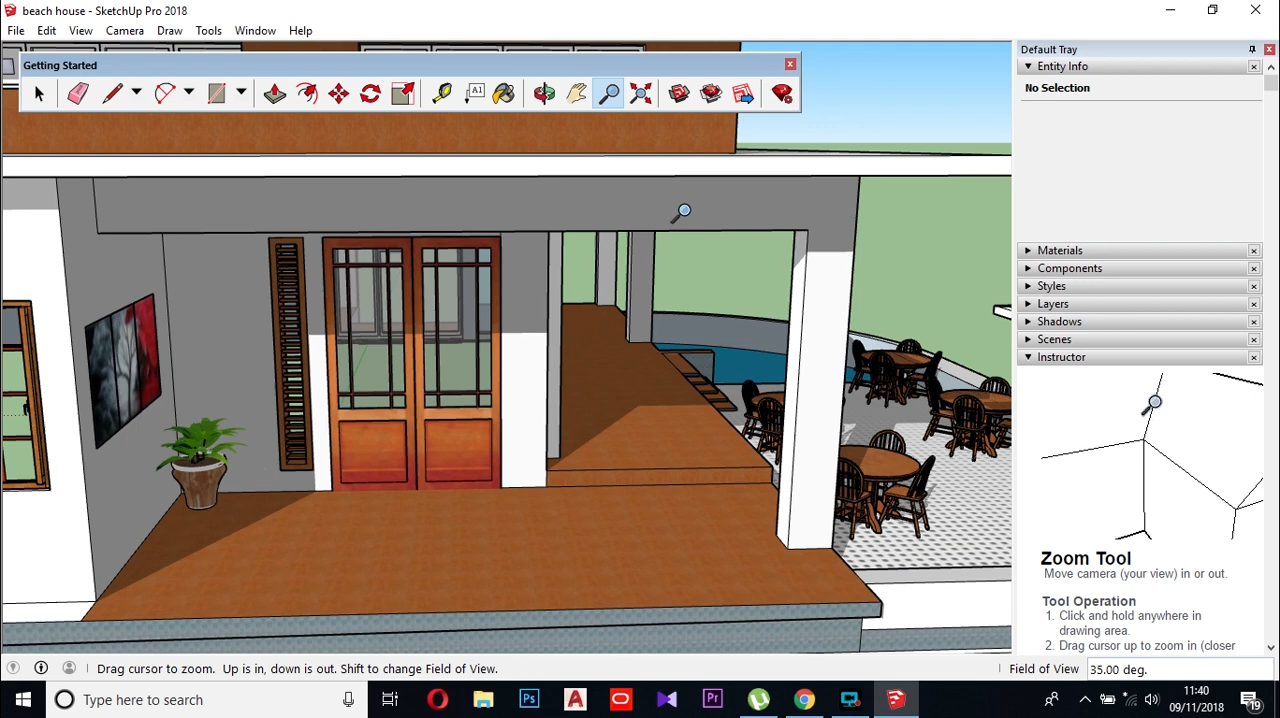 beach house - SketchUp Pro 2018
File Edit View Camera Draw Tools Window Help
Getting Started
A1
Default Tray
Entity Info
No Selection
Materials
Components
Styles
Layers
Shadows
Scenes
Instructor
Zoom Tool
Move camera (your view) in or out.
Tool Operation
1. Click and hold anywhere in
drawing area.
2. Drag cursor up to zoom in (closer
Drag cursor to zoom. Up is in, down is out. Shift to change Field of View.
Field of View 35.00 deg.
Type here to search
Ps
A
Pr
11:40
09/11/2018
19